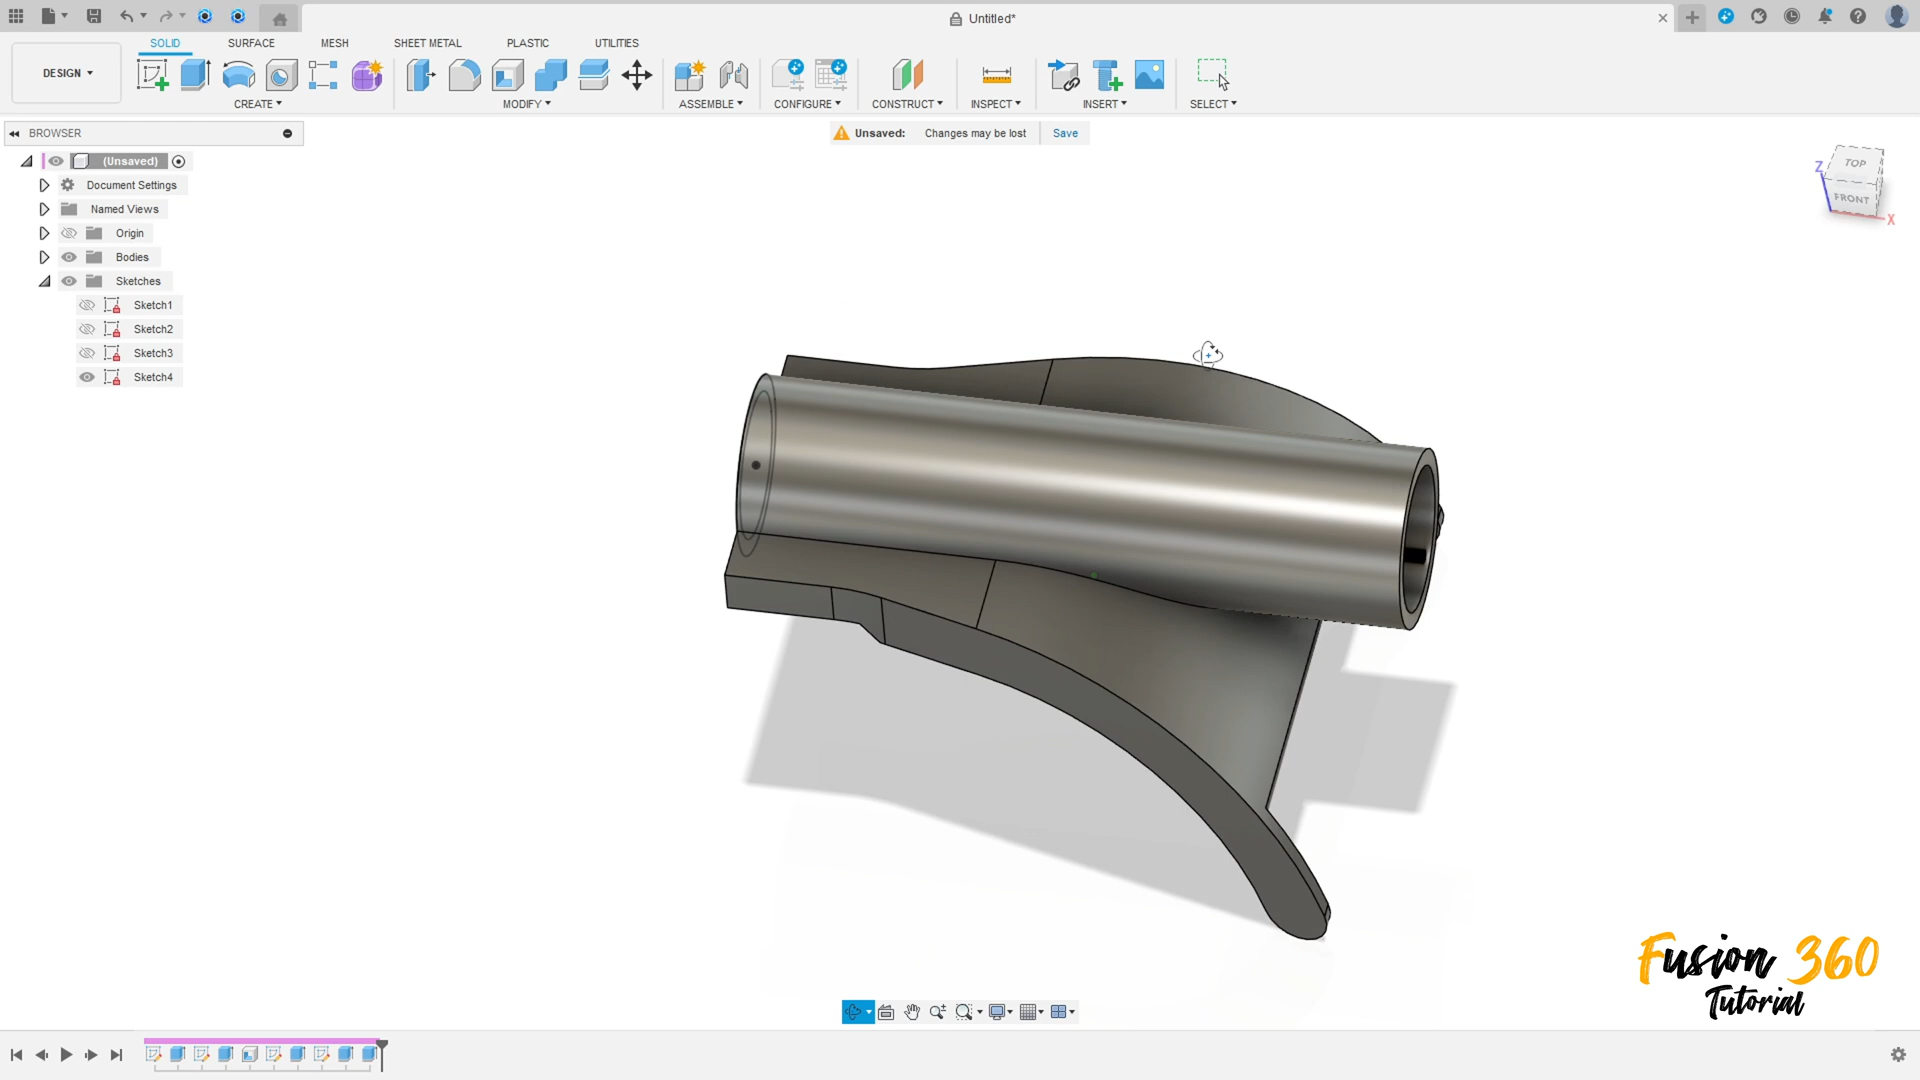 Untitled*
SOLID SURFACE MESH SHEET METAL PLASTIC UTILITIES
DESIGN
CREATE MODIFY ASSEMBLE CONFIGURE CONSTRUCT INSPECT INSERT SELECT
BROWSER
Unsaved: Changes may be lost Save
(Unsaved)
Document Settings
Named Views
Origin
Bodies
Sketches
Sketch1
Sketch2
Sketch3
Sketch4
TOP
FRONT
Z
X
Fusion 360
Tutorial